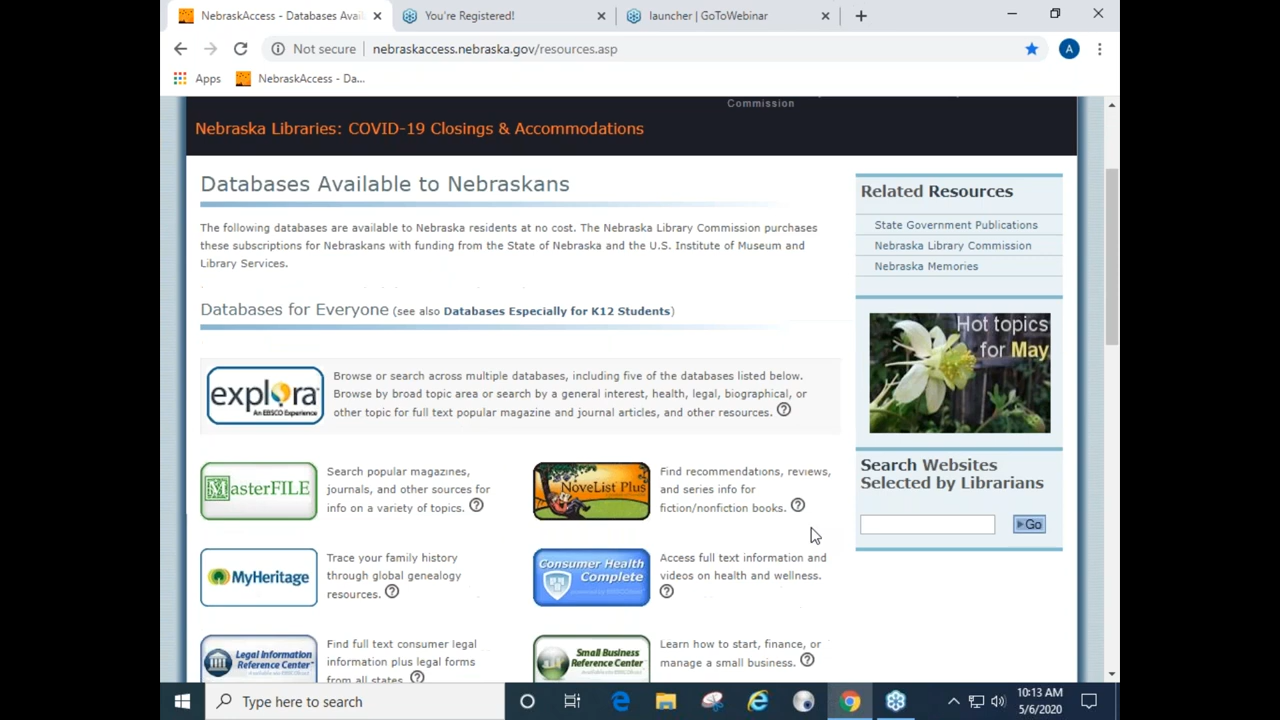 NebraskAccess - Databases Avail
You're Registered!
launcher | GoToWebinar
Not secure
nebraskaccess.nebraska.gov/resources.asp
A
Apps
NebraskAccess - Da...
Commission
Nebraska Libraries: COVID-19 Closings & Accommodations
Databases Available to Nebraskans
The following databases are available to Nebraska residents at no cost. The Nebraska Library Commission purchases
these subscriptions for Nebraskans with funding from the State of Nebraska and the U.S. Institute of Museum and
Library Services.
Databases for Everyone (see also Databases Especially for K12 Students)
explora
An EBSCO Experience
Browse or search across multiple databases, including five of the databases listed below.
Browse by broad topic area or search by a general interest, health, legal, biographical, or
other topic for full text popular magazine and journal articles, and other resources. ?
MasterFILE
Search popular magazines,
journals, and other sources for
info on a variety of topics. ?
NoveList Plus
Find recommendations, reviews,
and series info for
fiction/nonfiction books. ?
MyHeritage
Trace your family history
through global genealogy
resources. ?
Consumer Health
Complete
Access full text information and
videos on health and wellness.
?
Legal Information
Reference Center
Find full text consumer legal
information plus legal forms
from all states. ?
Small Business
Reference Center
Learn how to start, finance, or
manage a small business. ?
Related Resources
State Government Publications
Nebraska Library Commission
Nebraska Memories
Hot topics
for May
Search Websites
Selected by Librarians
Go
Type here to search
10:13 AM
5/6/2020